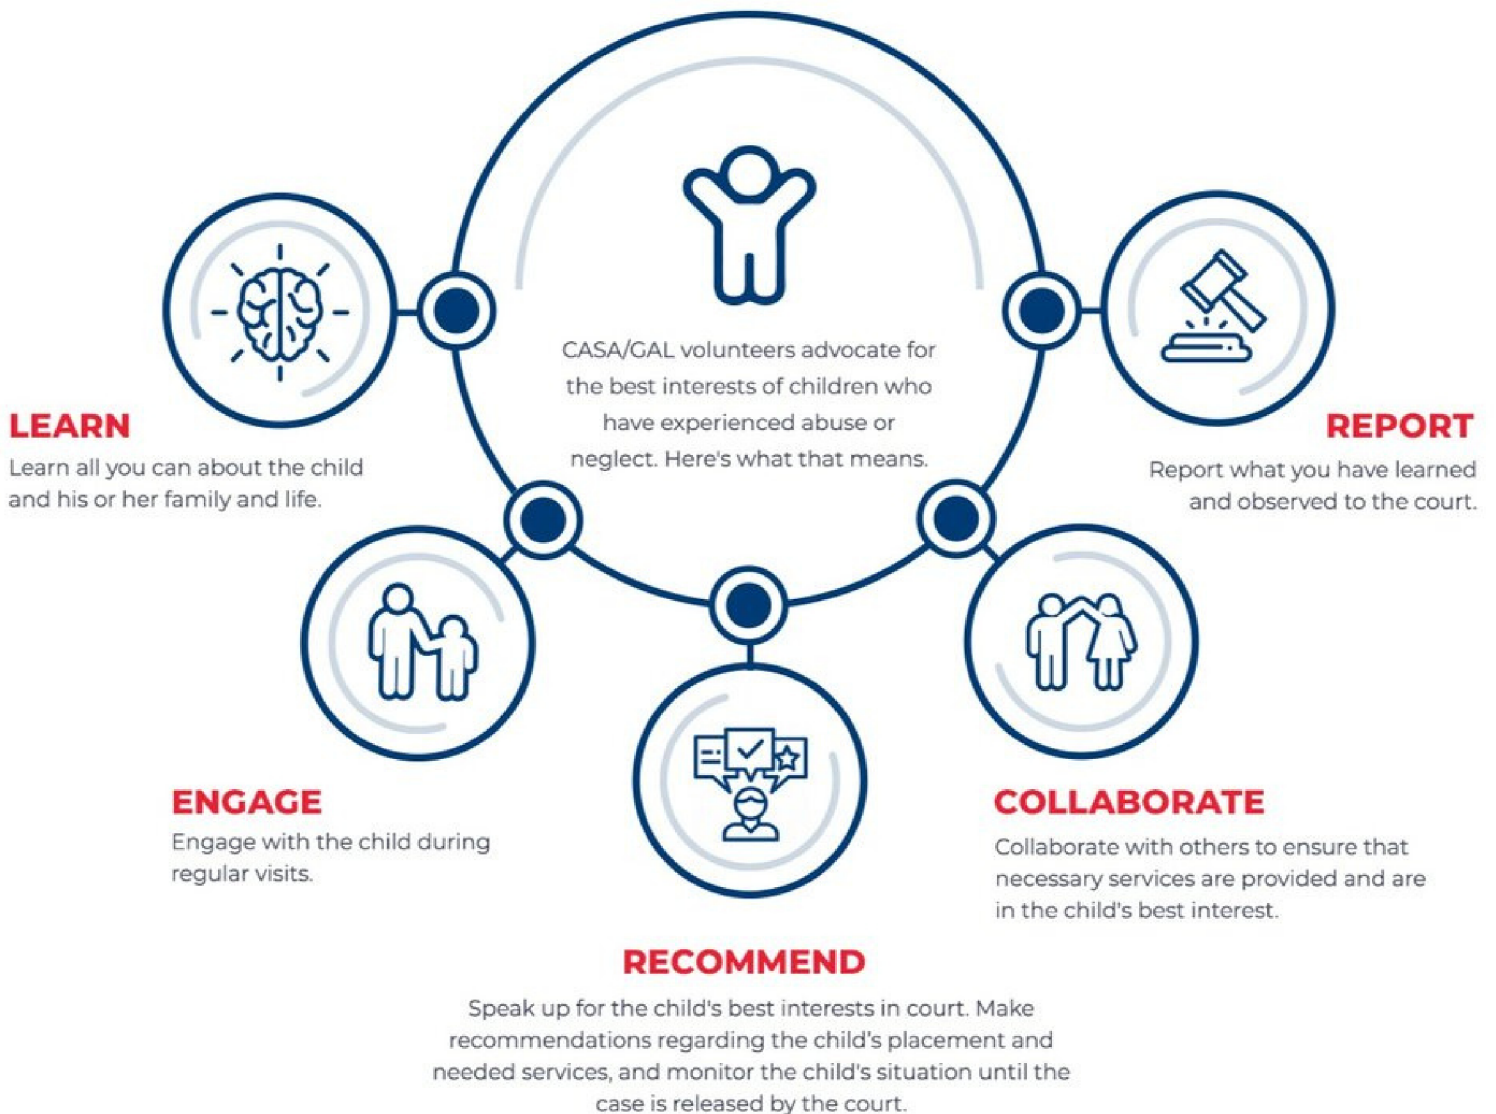 CASA/GAL volunteers advocate for
the best interests of children who
have experienced abuse or
neglect. Here's what that means.
LEARN
Learn all you can about the child
and his or her family and life.
ENGAGE
Engage with the child during
regular visits.
RECOMMEND
Speak up for the child's best interests in court. Make
recommendations regarding the child's placement and
needed services, and monitor the child's situation until the
case is released by the court.
COLLABORATE
Collaborate with others to ensure that
necessary services are provided and are
in the child's best interest.
REPORT
Report what you have learned
and observed to the court.